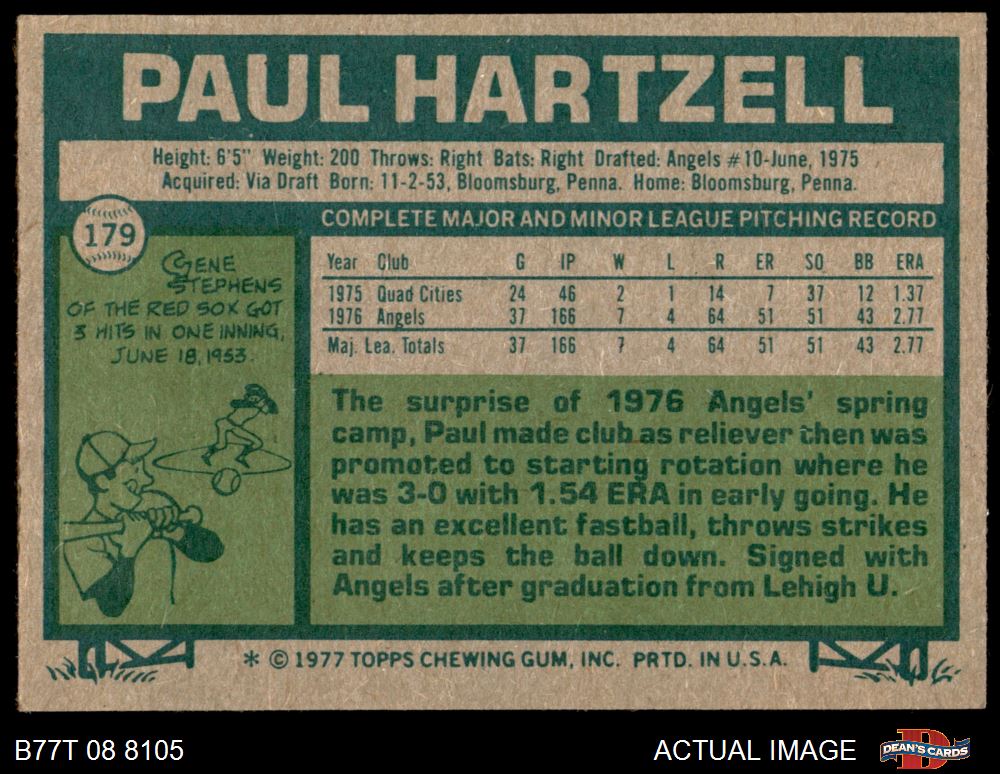 PAUL HARTZELL
Height: 6'5" Weight: 200 Throws: Right Bats: Right Drafted: Angels #10-June, 1975
Acquired: Via Draft Born: 11-2-53, Bloomsburg, Penna. Home: Bloomsburg, Penna.
179
COMPLETE MAJOR AND MINOR LEAGUE PITCHING RECORD
Year Club G IP W L R ER SO BB ERA
1975 Quad Cities 24 46 2 1 14 7 37 12 1.37
1976 Angels 37 166 7 4 64 51 51 43 2.77
Maj. Lea. Totals 37 166 7 4 64 51 51 43 2.77
GENE
STEPHENS
OF THE RED SOX GOT
3 HITS IN ONE INNING,
JUNE 18, 1953.
The surprise of 1976 Angels' spring
camp, Paul made club as reliever then was
promoted to starting rotation where he
was 3-0 with 1.54 ERA in early going. He
has an excellent fastball, throws strikes
and keeps the ball down. Signed with
Angels after graduation from Lehigh U.
* © 1977 TOPPS CHEWING GUM, INC. PRTD. IN U.S.A.
B77T 08 8105
ACTUAL IMAGE
D
DEAN'S CARDS